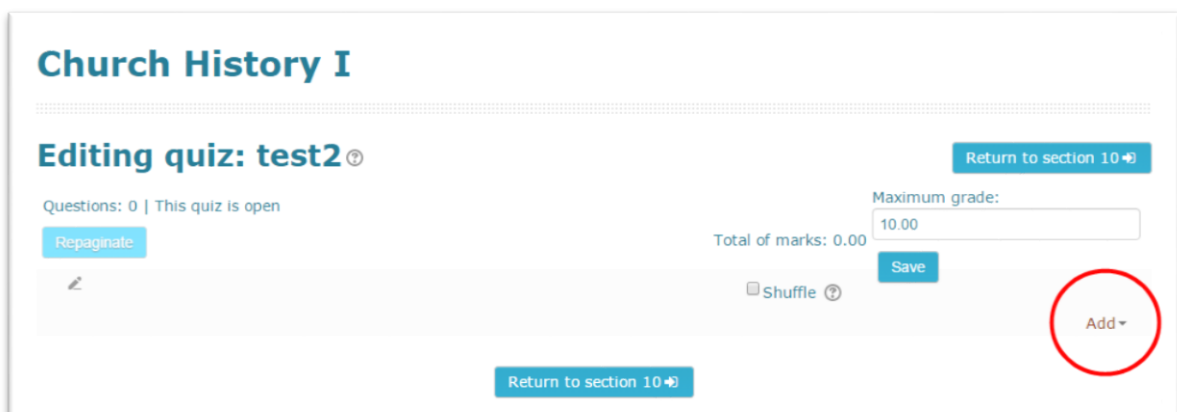 Church History I
Editing quiz: test2
Return to section 10
Questions: 0 | This quiz is open
Maximum grade:
10.00
Repaginate
Total of marks: 0.00
Save
Shuffle
Add
Return to section 10